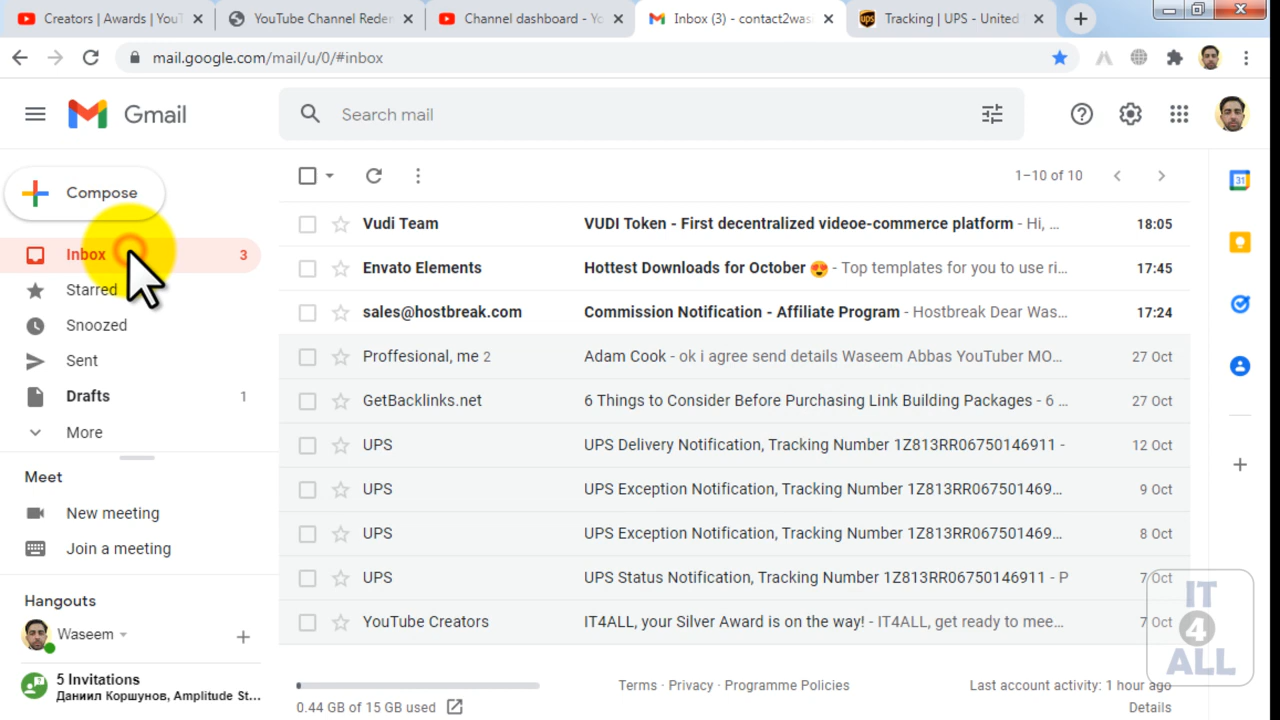 Creators | Awards | YouT
YouTube Channel Reder
Channel dashboard - Yo
Inbox (3) - contact2was
Tracking | UPS - United
mail.google.com/mail/u/0/#inbox
Gmail
Search mail
Compose
1–10 of 10
Inbox 3
Starred
Snoozed
Sent
Drafts 1
More
Meet
New meeting
Join a meeting
Hangouts
Waseem
5 Invitations
Даниил Коршунов, Amplitude St...
Vudi Team VUDI Token - First decentralized videoe-commerce platform - Hi, ... 18:05
Envato Elements Hottest Downloads for October 😍 - Top templates for you to use ri... 17:45
sales@hostbreak.com Commission Notification - Affiliate Program - Hostbreak Dear Was... 17:24
Proffesional, me 2 Adam Cook - ok i agree send details Waseem Abbas YouTuber MO... 27 Oct
GetBacklinks.net 6 Things to Consider Before Purchasing Link Building Packages - 6 ... 27 Oct
UPS UPS Delivery Notification, Tracking Number 1Z813RR06750146911 - 12 Oct
UPS UPS Exception Notification, Tracking Number 1Z813RR067501469... 9 Oct
UPS UPS Exception Notification, Tracking Number 1Z813RR067501469... 8 Oct
UPS UPS Status Notification, Tracking Number 1Z813RR06750146911 - P 7 Oct
YouTube Creators IT4ALL, your Silver Award is on the way! - IT4ALL, get ready to mee... 7 Oct
0.44 GB of 15 GB used
Terms · Privacy · Programme Policies
Last account activity: 1 hour ago
Details
31
IT
4
ALL